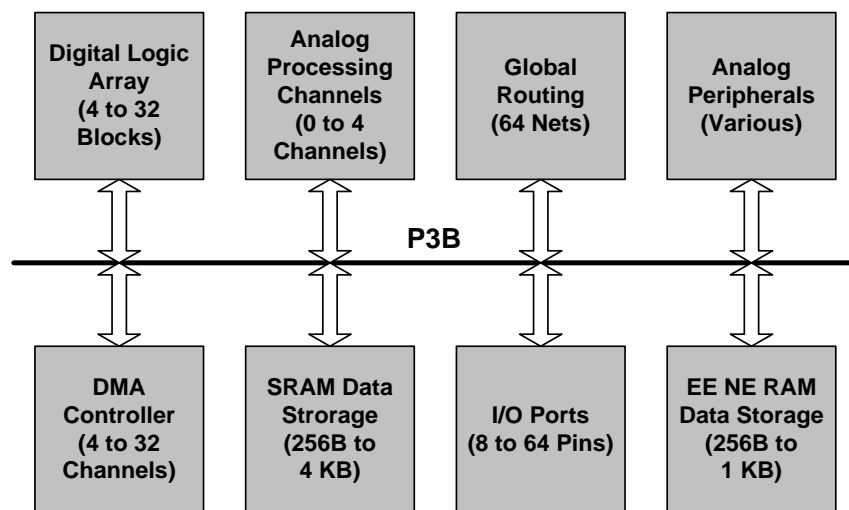 Digital Logic
Array
(4 to 32
Blocks)
Analog
Processing
Channels
(0 to 4
Channels)
Global
Routing
(64 Nets)
Analog
Peripherals
(Various)
P3B
DMA
Controller
(4 to 32
Channels)
SRAM Data
Strorage
(256B to
4 KB)
I/O Ports
(8 to 64 Pins)
EE NE RAM
Data Storage
(256B to
1 KB)